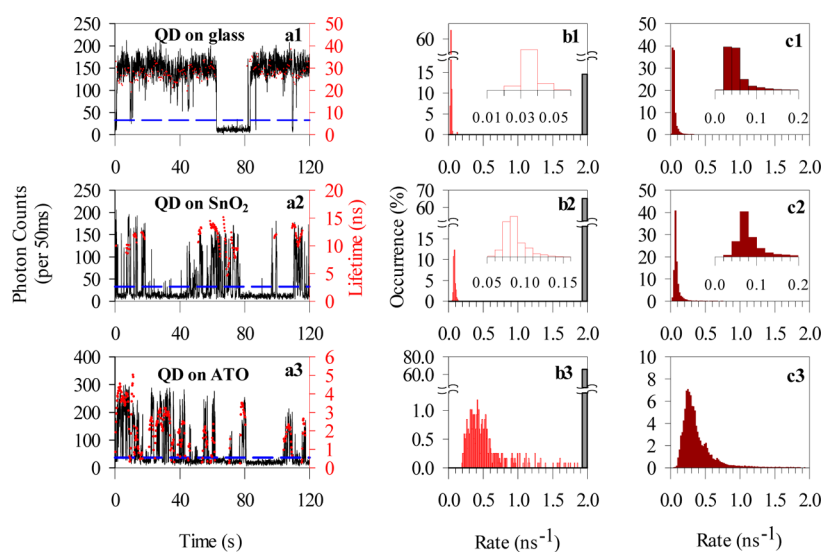 QD on glass a1
250
200
150
100
50
0
50
40
30
20
10
0
0 40 80 120
b1
60
15
10
5
0
0.01 0.03 0.05
0.0 0.5 1.0 1.5 2.0
c1
50
40
30
20
10
0
0 0.1 0.2
0.0 0.5 1.0 1.5 2.0
Photon Counts
(per 50ms)
QD on SnO2 a2
250
200
150
100
50
0
20
15
10
5
0
0 40 80 120
Lifetime (ns)
Occurrence (%)
b2
70
60
15
10
5
0
0.05 0.10 0.15
0.0 0.5 1.0 1.5 2.0
c2
50
40
30
20
10
0
0 0.1 0.2
0.0 0.5 1.0 1.5 2.0
QD on ATO a3
400
300
200
100
0
6
5
4
3
2
1
0
0 40 80 120
Time (s)
b3
80.0
60.0
1.0
0.5
0.0
0.0 0.5 1.0 1.5 2.0
Rate (ns-1)
c3
10
8
6
4
2
0
0.0 0.5 1.0 1.5 2.0
Rate (ns-1)